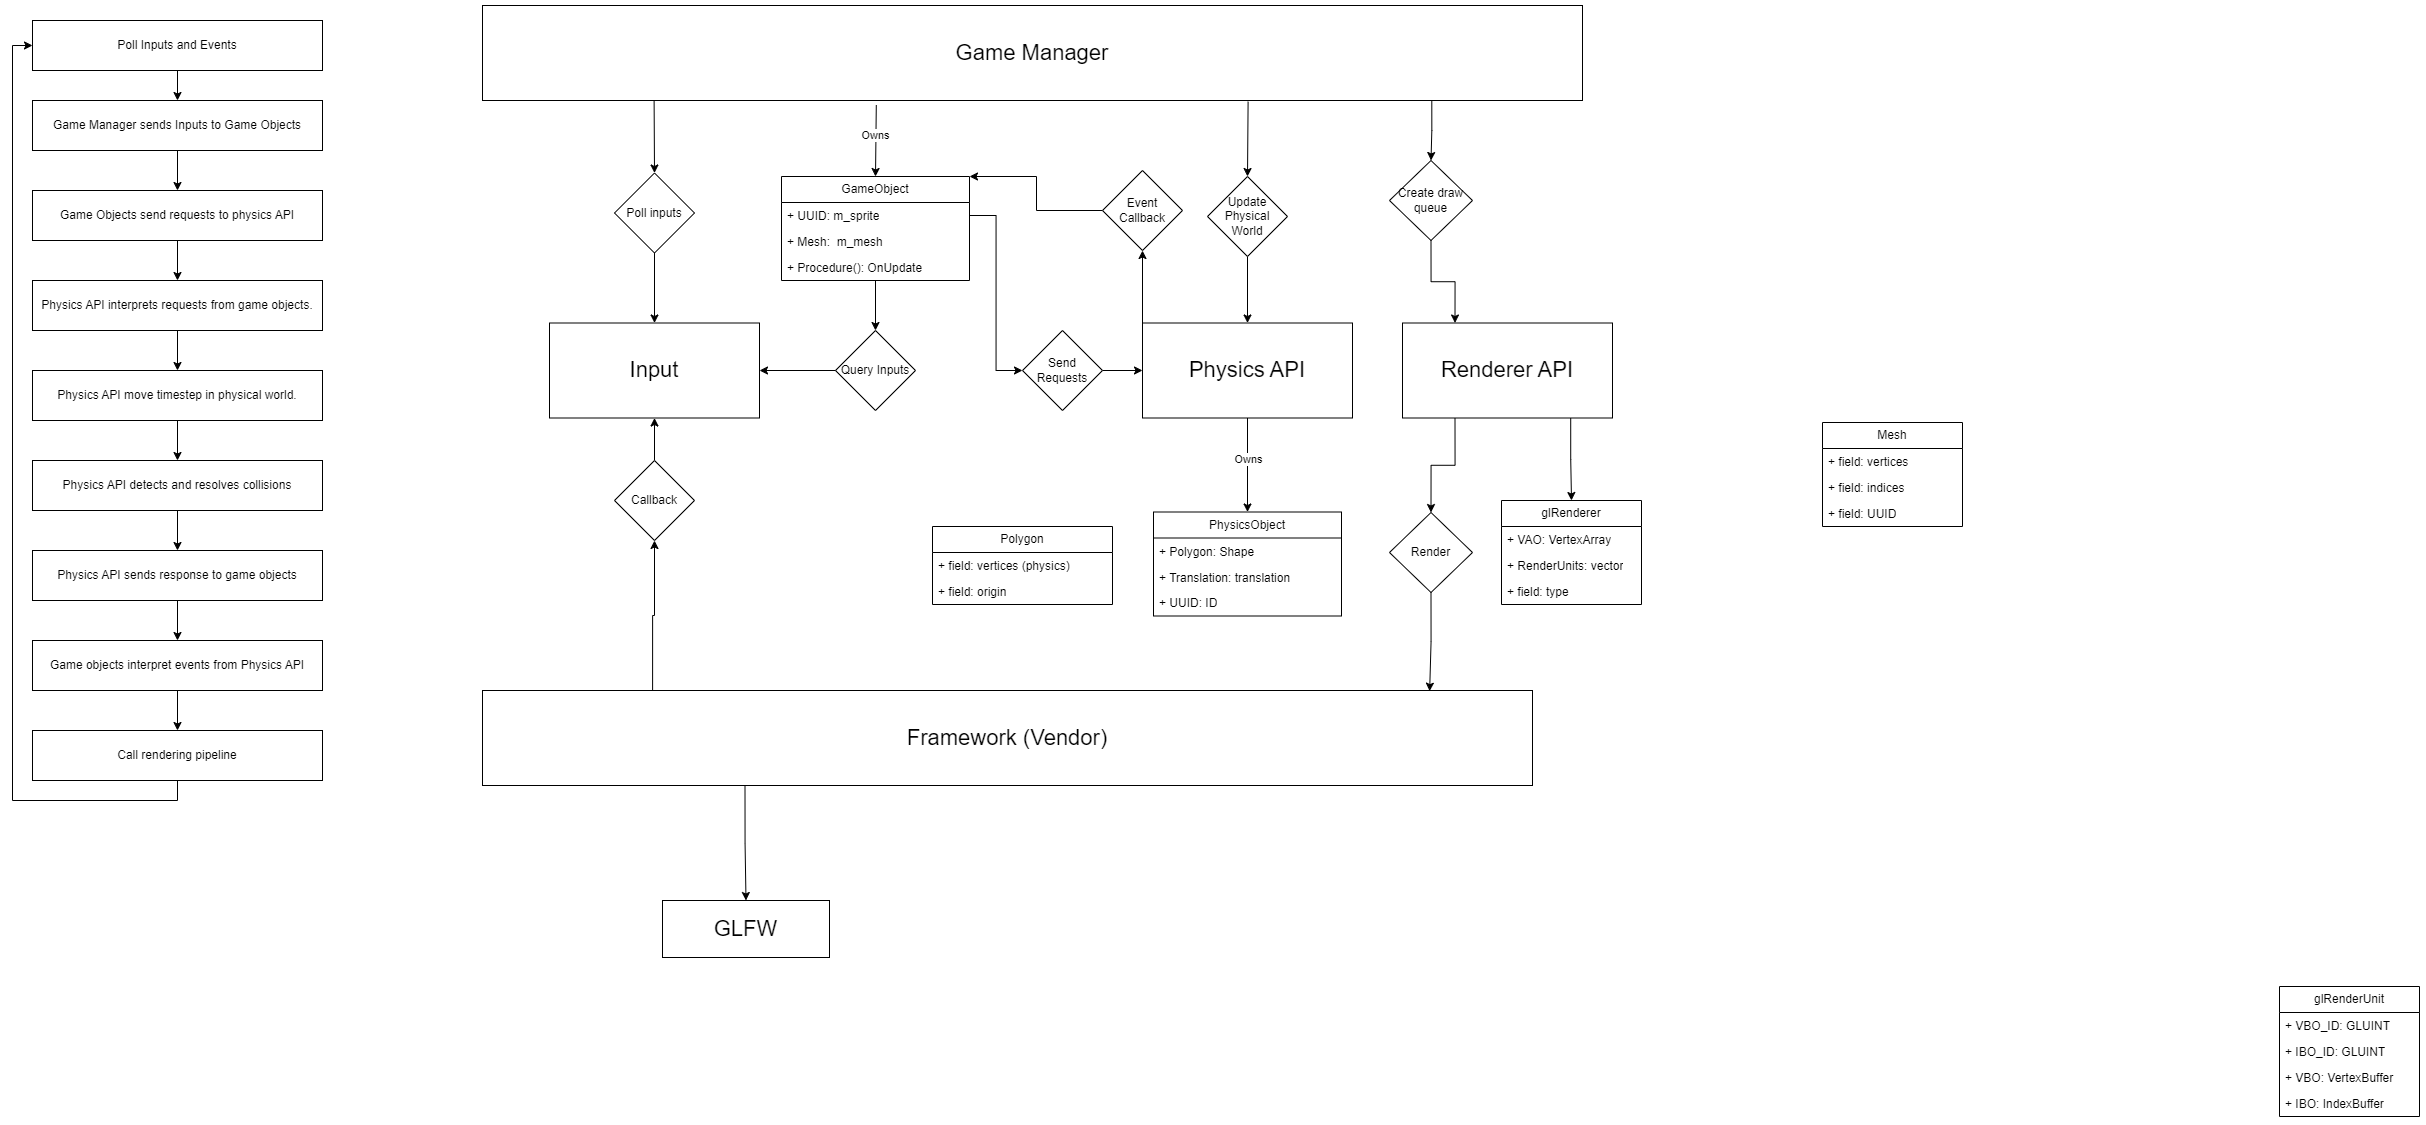 Poll Inputs and Events
Game Manager sends Inputs to Game Objects
Game Objects send requests to physics API
Physics API interprets requests from game objects.
Physics API move timestep in physical world.
Physics API detects and resolves collisions
Physics API sends response to game objects
Game objects interpret events from Physics API
Call rendering pipeline
Game Manager
Owns
Poll inputs
GameObject
+ UUID: m_sprite
+ Mesh:  m_mesh
+ Procedure(): OnUpdate
Event
Callback
Update
Physical
World
Create draw
queue
Input
Query Inputs
Send
Requests
Physics API
Renderer API
Callback
Owns
Polygon
+ field: vertices (physics)
+ field: origin
PhysicsObject
+ Polygon: Shape
+ Translation: translation
+ UUID: ID
Render
glRenderer
+ VAO: VertexArray
+ RenderUnits: vector
+ field: type
Mesh
+ field: vertices
+ field: indices
+ field: UUID
Framework (Vendor)
GLFW
glRenderUnit
+ VBO_ID: GLUINT
+ IBO_ID: GLUINT
+ VBO: VertexBuffer
+ IBO: IndexBuffer